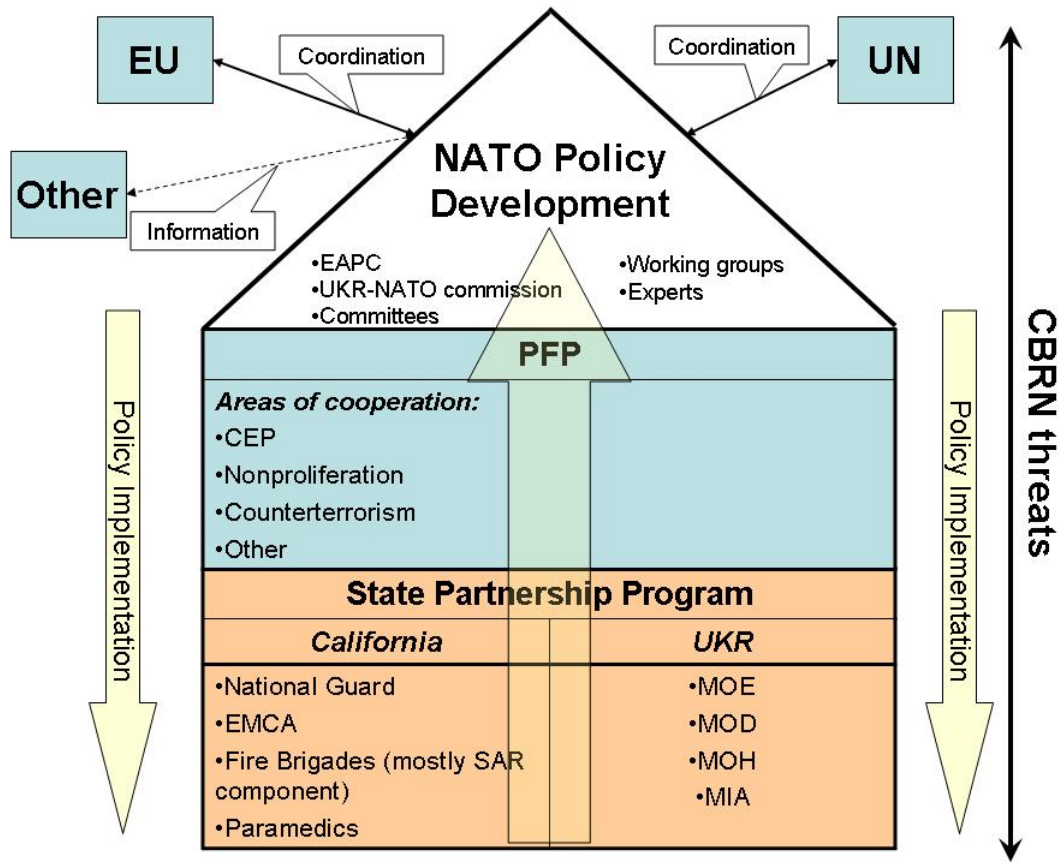 EU
Coordination
Coordination
UN
Other
Information
NATO Policy
Development
•EAPC
•UKR-NATO commission
•Committees
•Working groups
•Experts
PFP
Areas of cooperation:
•CEP
•Nonproliferation
•Counterterrorism
•Other
State Partnership Program
California
UKR
•National Guard
•EMCA
•Fire Brigades (mostly SAR
component)
•Paramedics
•MOE
•MOD
•MOH
•MIA
Policy Implementation
Policy Implementation
CBRN threats